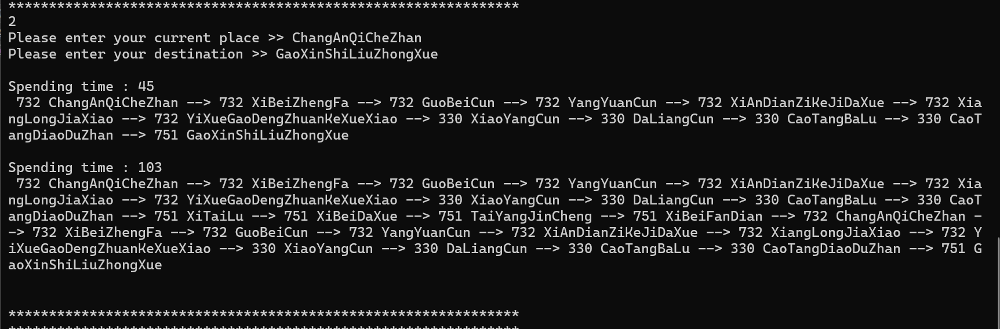 ***************************************************************
2
Please enter your current place >> ChangAnQiCheZhan
Please enter your destination >> GaoXinShiLiuZhongXue
Spending time : 45
732 ChangAnQiCheZhan --> 732 XiBeiZhengFa --> 732 GuoBeiCun --> 732 YangYuanCun --> 732 XiAnDianZiKeJiDaXue --> 732 Xia
ngLongJiaXiao --> 732 YiXueGaoDengZhuanKeXueXiao --> 330 XiaoYangCun --> 330 DaLiangCun --> 330 CaoTangBaLu --> 330 CaoT
angDiaoDuZhan --> 751 GaoXinShiLiuZhongXue
Spending time : 103
732 ChangAnQiCheZhan --> 732 XiBeiZhengFa --> 732 GuoBeiCun --> 732 YangYuanCun --> 732 XiAnDianZiKeJiDaXue --> 732 Xia
ngLongJiaXiao --> 732 YiXueGaoDengZhuanKeXueXiao --> 330 XiaoYangCun --> 330 DaLiangCun --> 330 CaoTangBaLu --> 330 CaoT
angDiaoDuZhan --> 751 XiTaiLu --> 751 XiBeiDaXue --> 751 TaiYangJinCheng --> 751 XiBeiFanDian --> 732 ChangAnQiCheZhan -
-> 732 XiBeiZhengFa --> 732 GuoBeiCun --> 732 YangYuanCun --> 732 XiAnDianZiKeJiDaXue --> 732 XiangLongJiaXiao --> 732 Y
iXueGaoDengZhuanKeXueXiao --> 330 XiaoYangCun --> 330 DaLiangCun --> 330 CaoTangBaLu --> 330 CaoTangDiaoDuZhan --> 751 G
aoXinShiLiuZhongXue
***************************************************************
***************************************************************